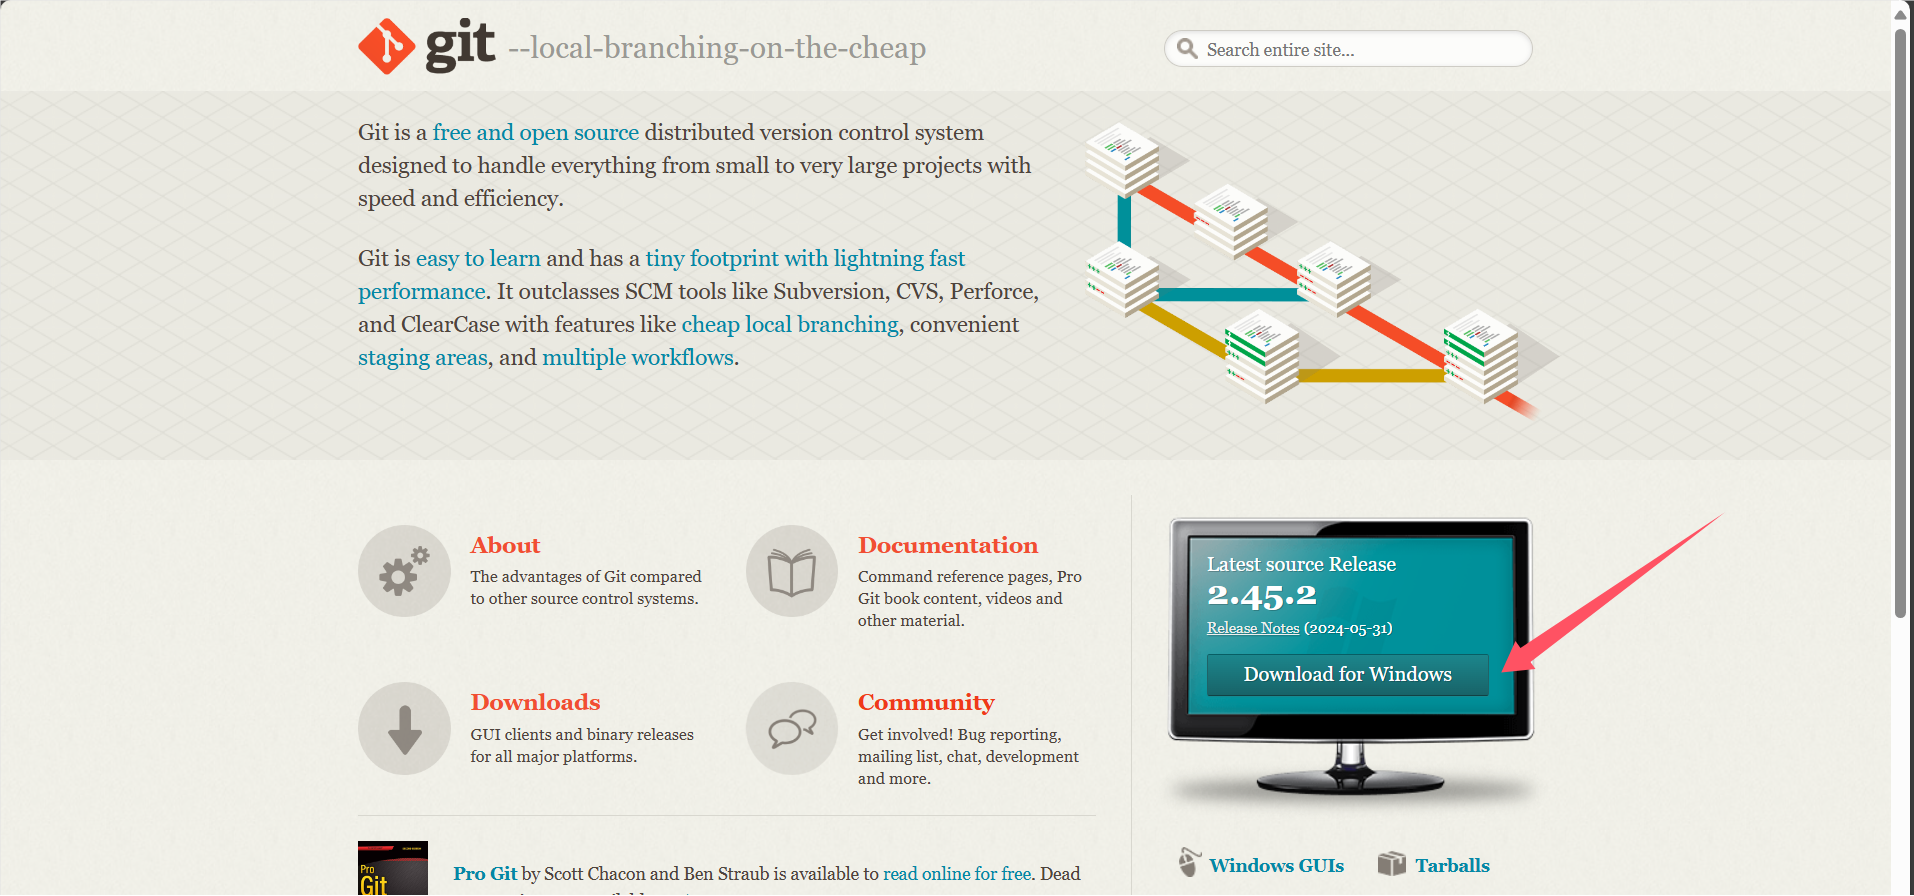 git --local-branching-on-the-cheap
Search entire site...
Git is a free and open source distributed version control system
designed to handle everything from small to very large projects with
speed and efficiency.
Git is easy to learn and has a tiny footprint with lightning fast
performance. It outclasses SCM tools like Subversion, CVS, Perforce,
and ClearCase with features like cheap local branching, convenient
staging areas, and multiple workflows.
About
The advantages of Git compared
to other source control systems.
Documentation
Command reference pages, Pro
Git book content, videos and
other material.
Downloads
GUI clients and binary releases
for all major platforms.
Community
Get involved! Bug reporting,
mailing list, chat, development
and more.
Latest source Release
2.45.2
Release Notes (2024-05-31)
Download for Windows
Windows GUIs
Tarballs
Pro
Git
Pro Git by Scott Chacon and Ben Straub is available to read online for free. Dead